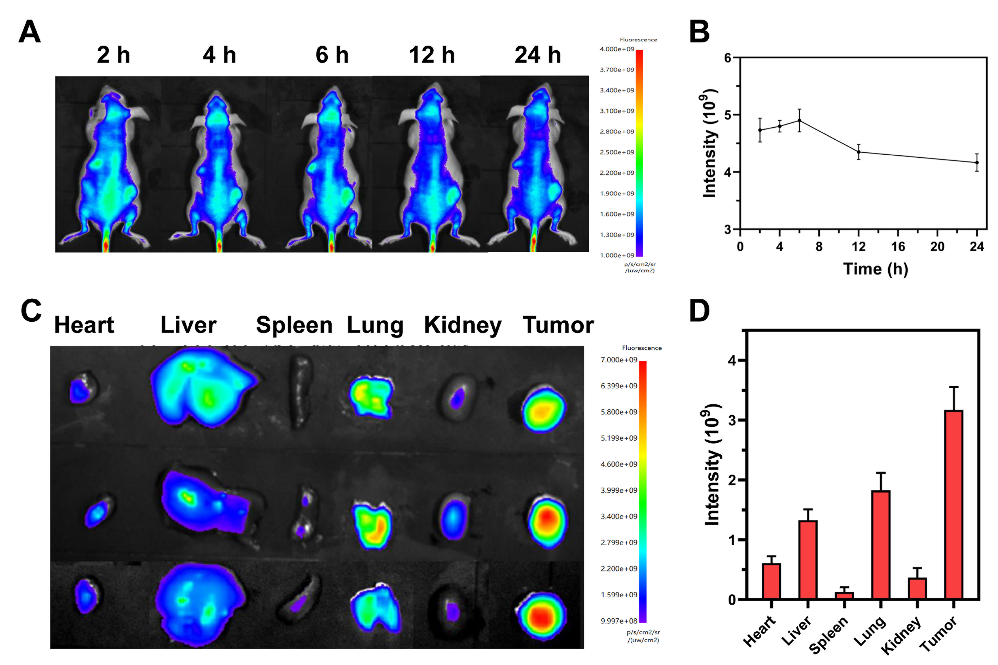 A
2 h 4 h 6 h 12 h 24 h
Fluorescence
4.000e+09
3.700e+09
3.400e+09
3.100e+09
2.800e+09
2.500e+09
2.200e+09
1.900e+09
1.600e+09
1.300e+09
1.000e+09
p/s/cm2/sr
/(uw/cm2)
B
Intensity (10⁹)
6
5
4
3
0 4 8 12 16 20 24
Time (h)
C
Heart Liver Spleen Lung Kidney Tumor
Fluorescence
7.000e+09
6.399e+09
5.800e+09
5.199e+09
4.600e+09
3.999e+09
3.400e+09
2.799e+09
2.200e+09
1.599e+09
9.997e+08
p/s/cm2/sr
/(uw/cm2)
D
Intensity (10⁹)
4
3
2
1
0
Heart Liver Spleen Lung Kidney Tumor